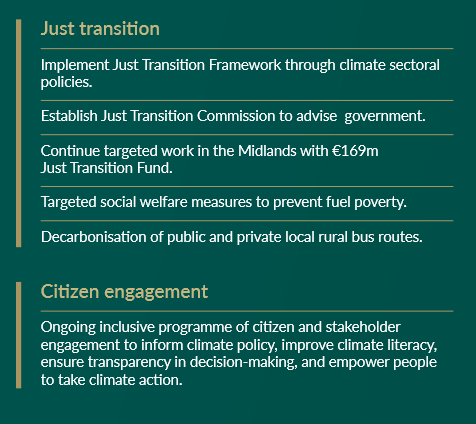 Just transition
Implement Just Transition Framework through climate sectoral
policies.
Establish Just Transition Commission to advise  government.
Continue targeted work in the Midlands with €169m
Just Transition Fund.
Targeted social welfare measures to prevent fuel poverty.
Decarbonisation of public and private local rural bus routes.
Citizen engagement
Ongoing inclusive programme of citizen and stakeholder
engagement to inform climate policy, improve climate literacy,
ensure transparency in decision-making, and empower people
to take climate action.